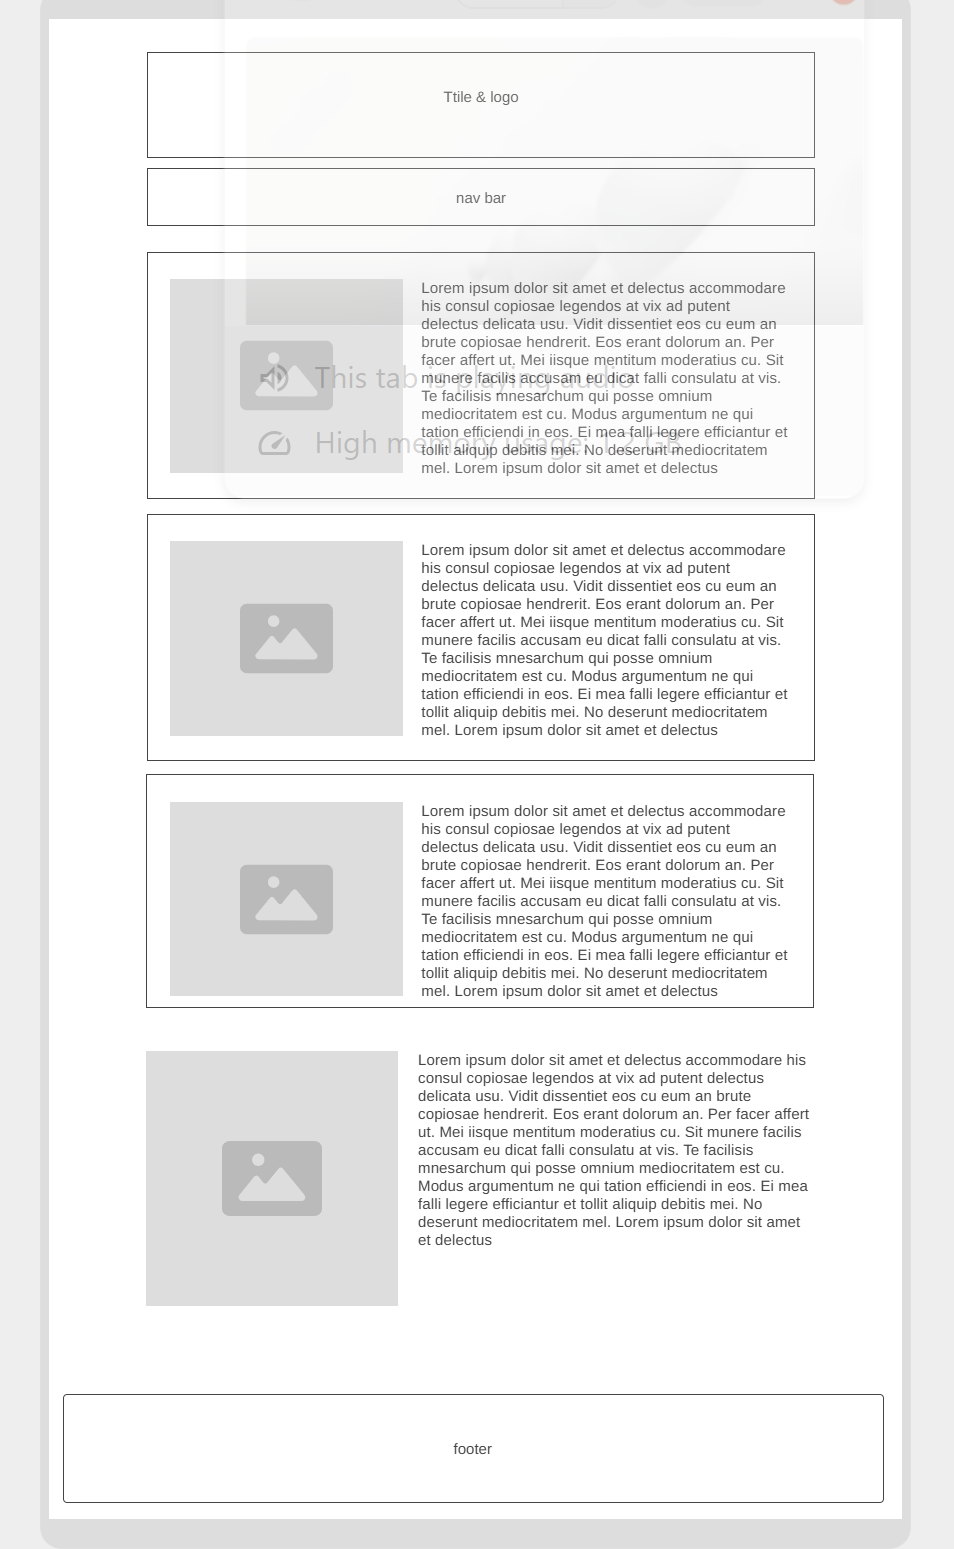 Ttile & logo
nav bar
Lorem ipsum dolor sit amet et delectus accommodare
his consul copiosae legendos at vix ad putent
delectus delicata usu. Vidit dissentiet eos cu eum an
brute copiosae hendrerit. Eos erant dolorum an. Per
facer affert ut. Mei iisque mentitum moderatius cu. Sit
munere facilis accusam eu dicat falli consulatu at vis.
Te facilisis mnesarchum qui posse omnium
mediocritatem est cu. Modus argumentum ne qui
tation efficiendi in eos. Ei mea falli legere efficiantur et
tollit aliquip debitis mei. No deserunt mediocritatem
mel. Lorem ipsum dolor sit amet et delectus
This tab is playing audio
High memory usage: 1.2 GB
Lorem ipsum dolor sit amet et delectus accommodare
his consul copiosae legendos at vix ad putent
delectus delicata usu. Vidit dissentiet eos cu eum an
brute copiosae hendrerit. Eos erant dolorum an. Per
facer affert ut. Mei iisque mentitum moderatius cu. Sit
munere facilis accusam eu dicat falli consulatu at vis.
Te facilisis mnesarchum qui posse omnium
mediocritatem est cu. Modus argumentum ne qui
tation efficiendi in eos. Ei mea falli legere efficiantur et
tollit aliquip debitis mei. No deserunt mediocritatem
mel. Lorem ipsum dolor sit amet et delectus
Lorem ipsum dolor sit amet et delectus accommodare
his consul copiosae legendos at vix ad putent
delectus delicata usu. Vidit dissentiet eos cu eum an
brute copiosae hendrerit. Eos erant dolorum an. Per
facer affert ut. Mei iisque mentitum moderatius cu. Sit
munere facilis accusam eu dicat falli consulatu at vis.
Te facilisis mnesarchum qui posse omnium
mediocritatem est cu. Modus argumentum ne qui
tation efficiendi in eos. Ei mea falli legere efficiantur et
tollit aliquip debitis mei. No deserunt mediocritatem
mel. Lorem ipsum dolor sit amet et delectus
Lorem ipsum dolor sit amet et delectus accommodare his
consul copiosae legendos at vix ad putent delectus
delicata usu. Vidit dissentiet eos cu eum an brute
copiosae hendrerit. Eos erant dolorum an. Per facer affert
ut. Mei iisque mentitum moderatius cu. Sit munere facilis
accusam eu dicat falli consulatu at vis. Te facilisis
mnesarchum qui posse omnium mediocritatem est cu.
Modus argumentum ne qui tation efficiendi in eos. Ei mea
falli legere efficiantur et tollit aliquip debitis mei. No
deserunt mediocritatem mel. Lorem ipsum dolor sit amet
et delectus
footer